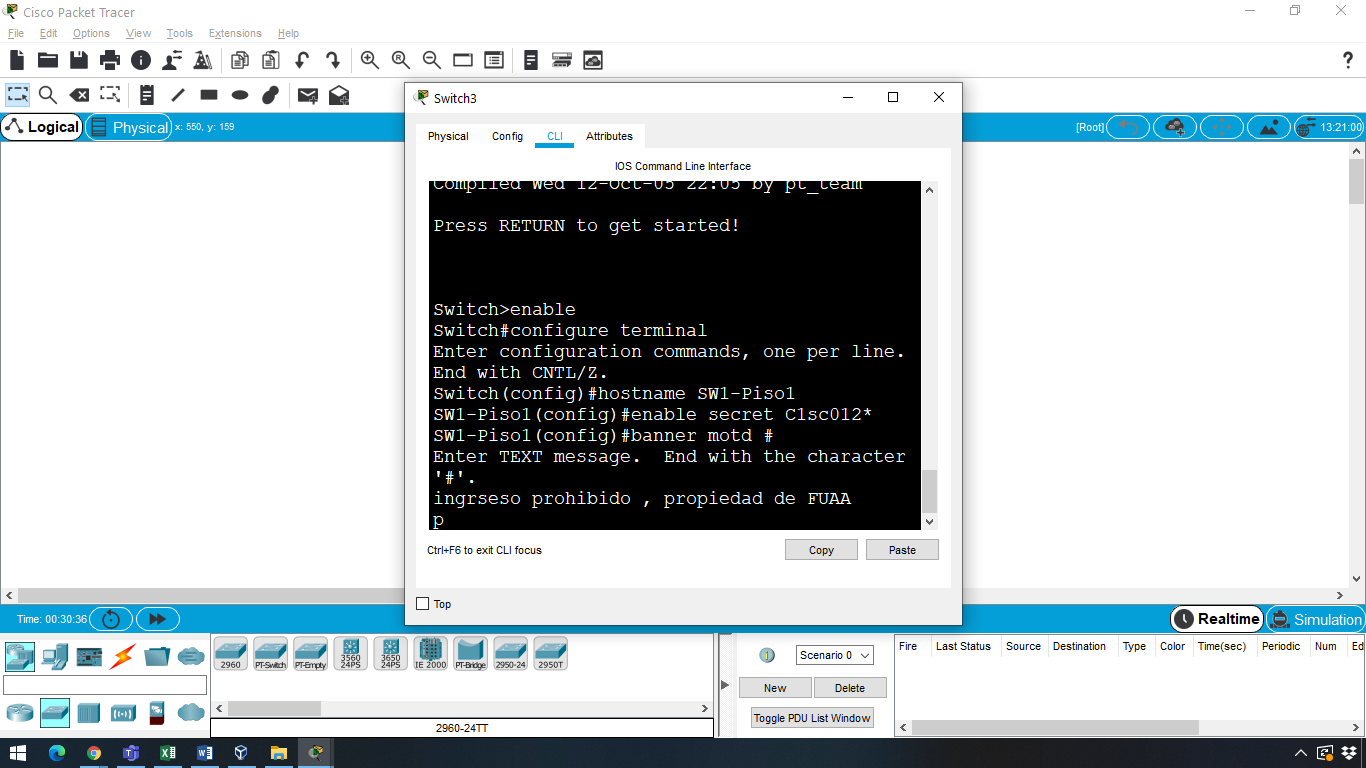 Cisco Packet Tracer
File Edit Options View Tools Extensions Help
?
Logical Physical x: 550, y: 159 [Root] 13:21:00
Switch3
Physical Config CLI Attributes
IOS Command Line Interface
Compiled Wed 12-Oct-05 22:05 by pt_team
Press RETURN to get started!
Switch>enable
Switch#configure terminal
Enter configuration commands, one per line.
End with CNTL/Z.
Switch(config)#hostname SW1-Piso1
SW1-Piso1(config)#enable secret C1sc012*
SW1-Piso1(config)#banner motd #
Enter TEXT message.  End with the character
'#'.
ingrseso prohibido , propiedad de FUAA
p
Ctrl+F6 to exit CLI focus
Copy Paste
Top
Time: 00:30:36
Realtime Simulation
2960 PT-Switch PT-Empty 3560 24PS 3650 24PS IE 2000 PT-Bridge 2950-24 2950T
2960-24TT
Scenario 0
New Delete
Toggle PDU List Window
Fire Last Status Source Destination Type Color Time(sec) Periodic Num Ed